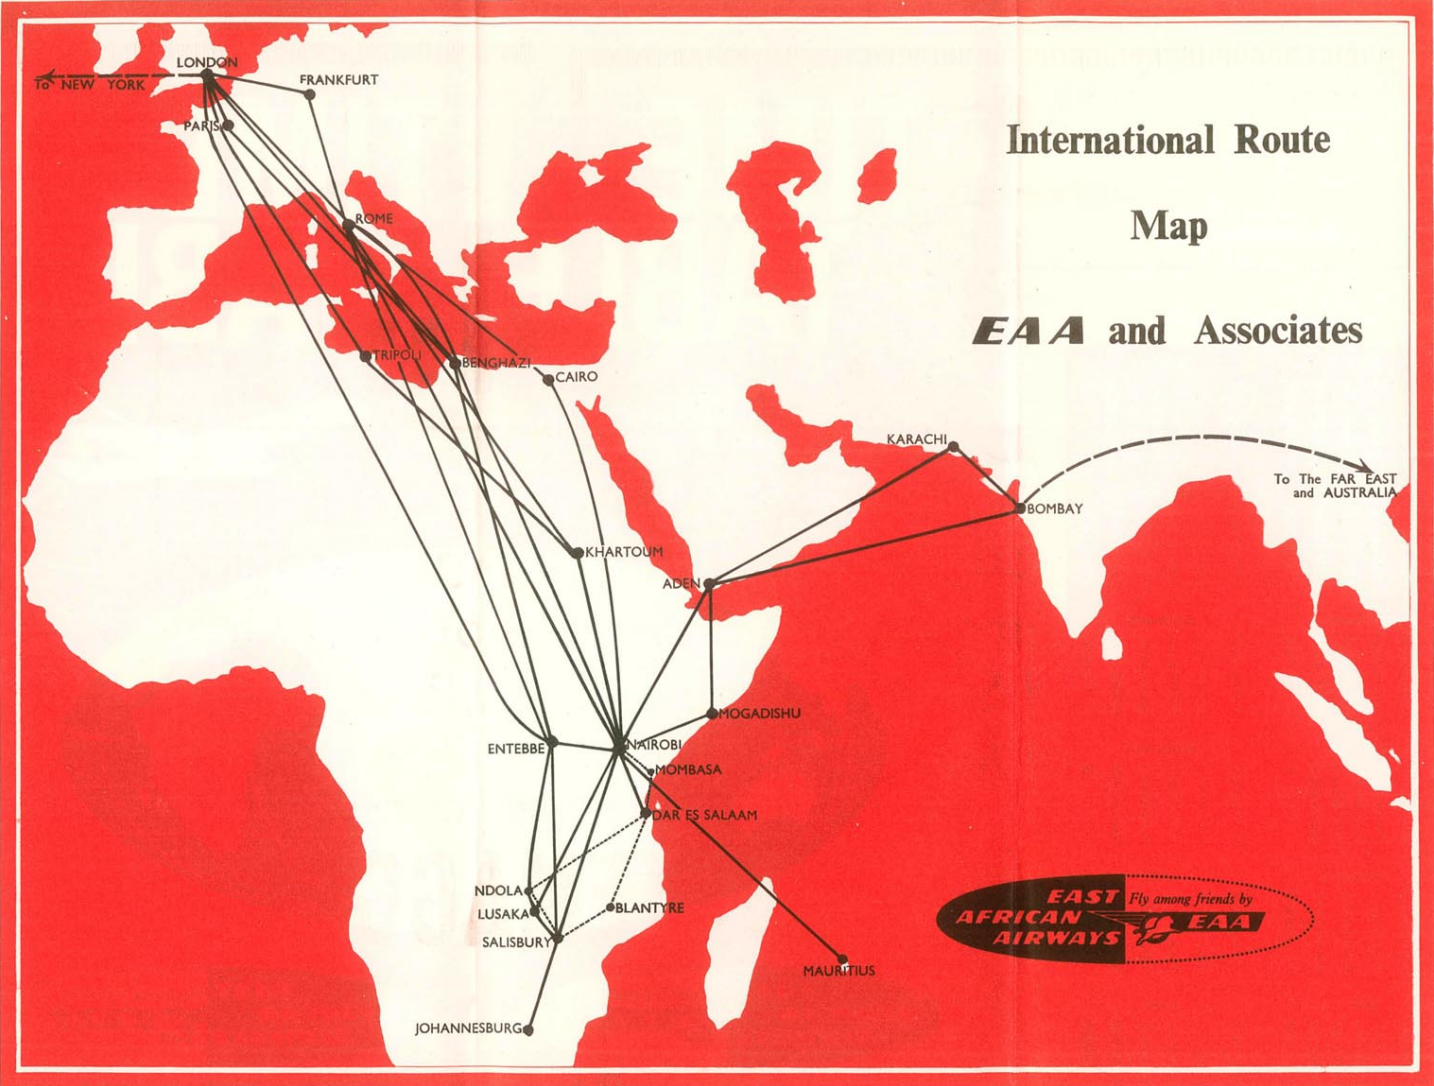 LONDON
To NEW YORK
FRANKFURT
PARIS
International Route
Map
EAA and Associates
ROME
TRIPOLI
BENGHAZI
CAIRO
KARACHI
To The FAR EAST
and AUSTRALIA
BOMBAY
KHARTOUM
ADEN
MOGADISHU
ENTEBBE
NAIROBI
MOMBASA
DAR ES SALAAM
NDOLA
LUSAKA
BLANTYRE
SALISBURY
MAURITIUS
JOHANNESBURG
EAST
AFRICAN
AIRWAYS
Fly among friends by
EAA